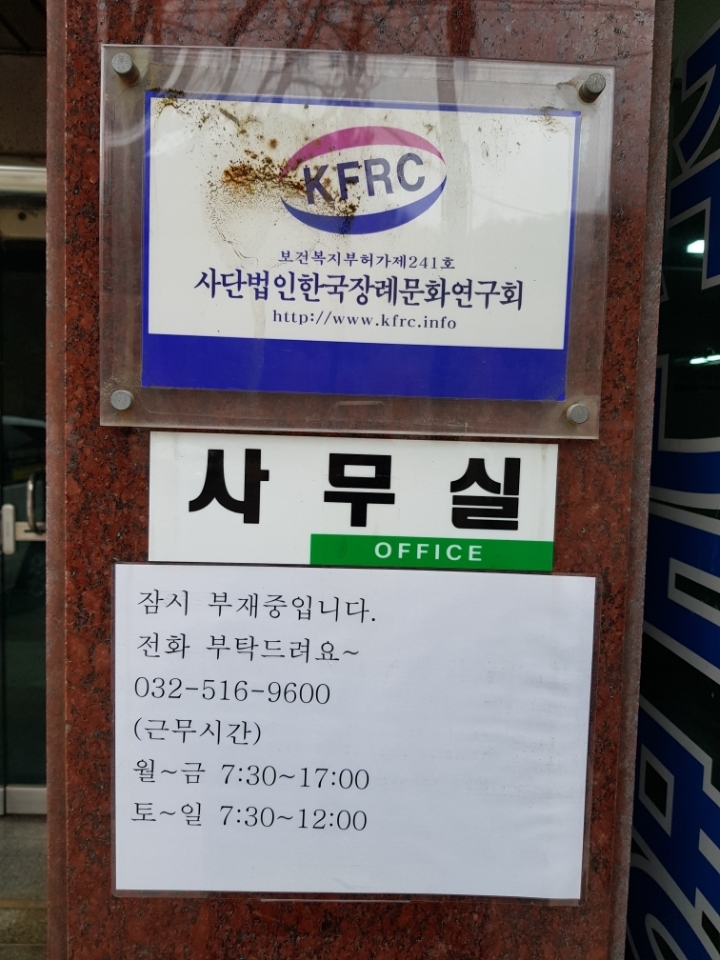 KFRC
보건복지부허가제241호
사단법인한국장례문화연구회
http://www.kfrc.info
사무실
OFFICE
잠시 부재중입니다.
전화 부탁드려요~
032-516-9600
(근무시간)
월~금 7:30~17:00
토~일 7:30~12:00